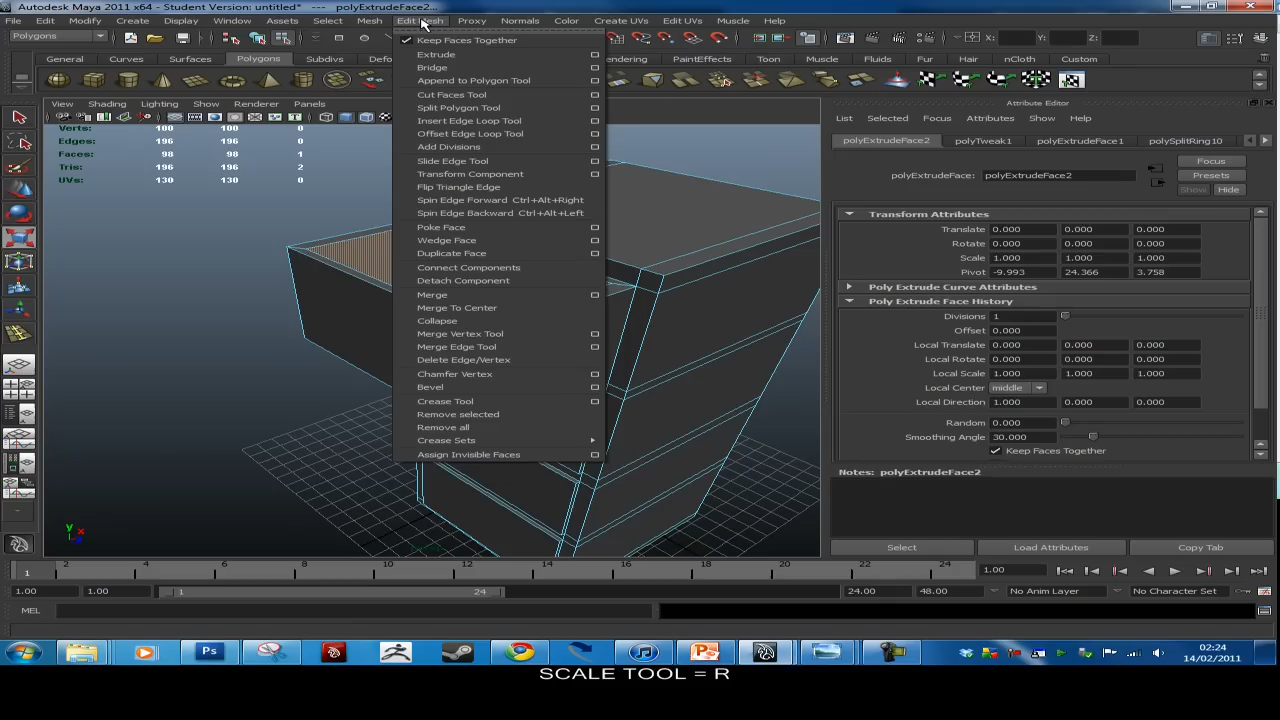 Autodesk Maya 2011 x64 - Student Version: untitled* --- polyExtrudeFace2...
File Edit Modify Create Display Window Assets Select Mesh Edit Mesh Proxy Normals Color Create UVs Edit UVs Muscle Help
Polygons
X: Y: Z:
General Curves Surfaces Polygons Subdivs Defo
endering PaintEffects Toon Muscle Fluids Fur Hair nCloth Custom
View Shading Lighting Show Renderer Panels
Verts: 100 100 0
Edges: 196 196 0
Faces: 98 98 1
Tris: 196 196 2
UVs: 130 130 0
Keep Faces Together
Extrude
Bridge
Append to Polygon Tool
Cut Faces Tool
Split Polygon Tool
Insert Edge Loop Tool
Offset Edge Loop Tool
Add Divisions
Slide Edge Tool
Transform Component
Flip Triangle Edge
Spin Edge Forward Ctrl+Alt+Right
Spin Edge Backward Ctrl+Alt+Left
Poke Face
Wedge Face
Duplicate Face
Connect Components
Detach Component
Merge
Merge To Center
Collapse
Merge Vertex Tool
Merge Edge Tool
Delete Edge/Vertex
Chamfer Vertex
Bevel
Crease Tool
Remove selected
Remove all
Crease Sets
Assign Invisible Faces
Attribute Editor
List Selected Focus Attributes Show Help
polyExtrudeFace2 polyTweak1 polyExtrudeFace1 polySplitRing10
polyExtrudeFace: polyExtrudeFace2
Focus
Presets
Show Hide
Transform Attributes
Translate 0.000 0.000 0.000
Rotate 0.000 0.000 0.000
Scale 1.000 1.000 1.000
Pivot -9.993 24.366 3.758
Poly Extrude Curve Attributes
Poly Extrude Face History
Divisions 1
Offset 0.000
Local Translate 0.000 0.000 0.000
Local Rotate 0.000 0.000 0.000
Local Scale 1.000 1.000 1.000
Local Center middle
Local Direction 1.000 0.000 0.000
Random 0.000
Smoothing Angle 30.000
Keep Faces Together
Notes: polyExtrudeFace2
Select Load Attributes Copy Tab
y x
1 2 4 6 8 10 12 14 16 18 20 22 24 1.00
1.00 1.00 1 24 24.00 48.00 No Anim Layer No Character Set
MEL
Ps
02:24
14/02/2011
SCALE TOOL = R